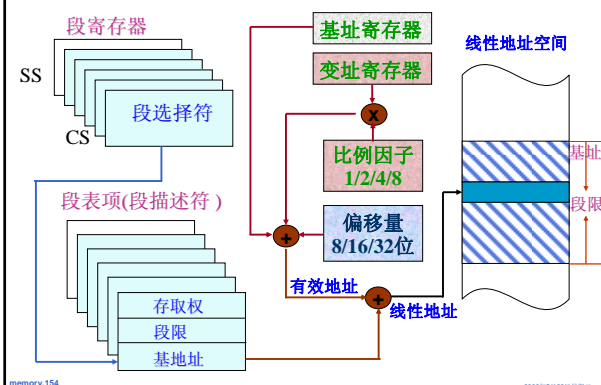 段寄存器
SS
CS
段选择符
段表项(段描述符)
存取权
段限
基地址
基址寄存器
变址寄存器
x
比例因子
1/2/4/8
偏移量
8/16/32位
+
有效地址
+
线性地址
线性地址空间
基址
段限
memory.154